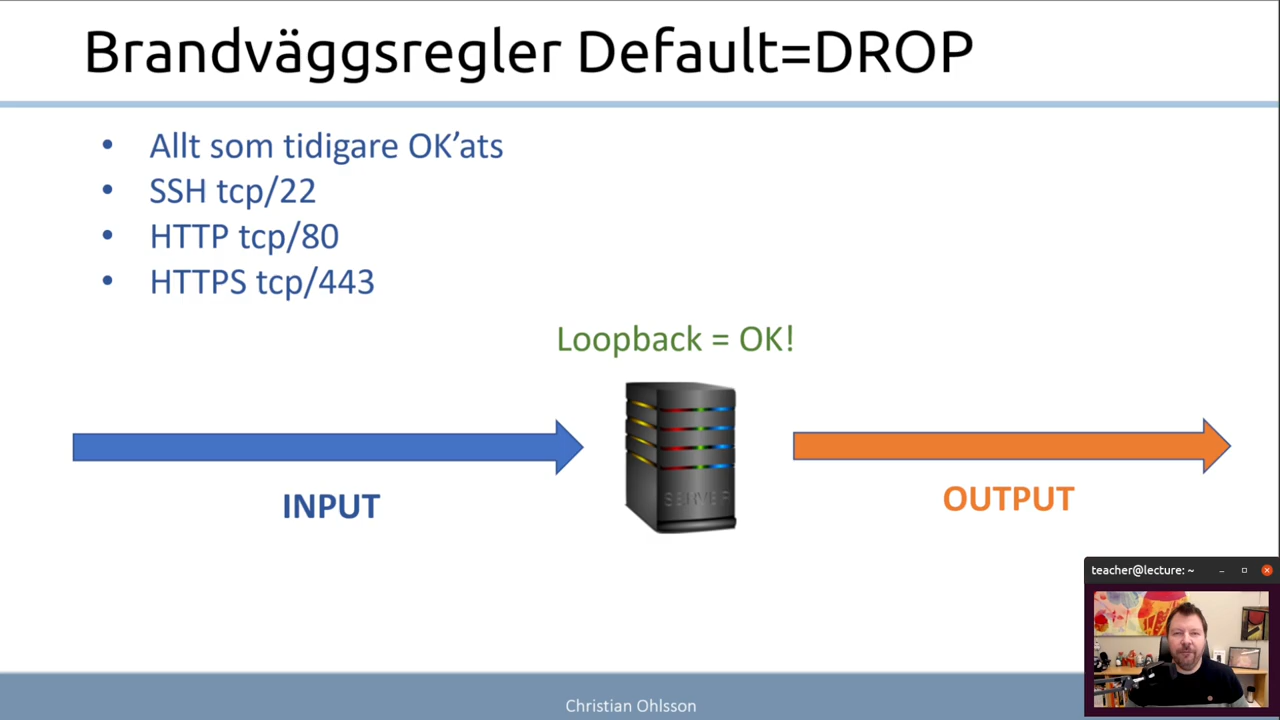 Brandväggsregler Default=DROP
• Allt som tidigare OK’ats
• SSH tcp/22
• HTTP tcp/80
• HTTPS tcp/443
Loopback = OK!
SERVER
INPUT
OUTPUT
teacher@lecture: ~
Christian Ohlsson